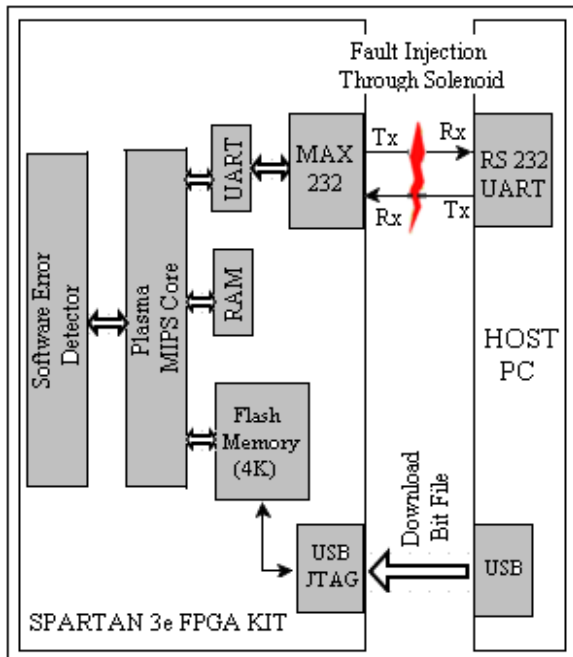 Fault Injection
Through Solenoid
Tx
Rx
Rx
Tx
MAX
232
RS 232
UART
UART
RAM
Software Error
Detector
Plasma
MIPS Core
Flash
Memory
(4K)
HOST
PC
Download
Bit File
USB
JTAG
USB
SPARTAN 3e FPGA KIT